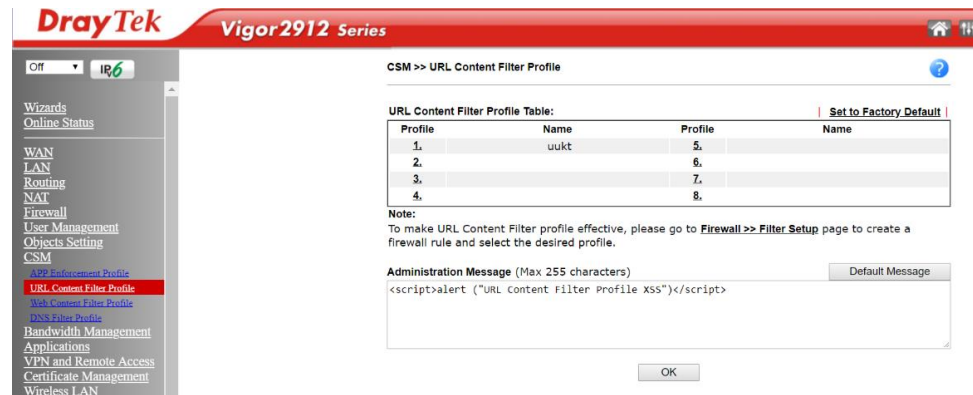 DrayTek
Vigor2912 Series
Off
IPv6
Wizards
Online Status
WAN
LAN
Routing
NAT
Firewall
User Management
Objects Setting
CSM
APP Enforcement Profile
URL Content Filter Profile
Web Content Filter Profile
DNS Filter Profile
Bandwidth Management
Applications
VPN and Remote Access
Certificate Management
Wireless LAN
CSM >> URL Content Filter Profile
URL Content Filter Profile Table: | Set to Factory Default |
Profile Name Profile Name
1. uukt 5.
2. 6.
3. 7.
4. 8.
Note:
To make URL Content Filter profile effective, please go to Firewall >> Filter Setup page to create a
firewall rule and select the desired profile.
Administration Message (Max 255 characters) Default Message
<script>alert ("URL Content Filter Profile XSS")</script>
OK